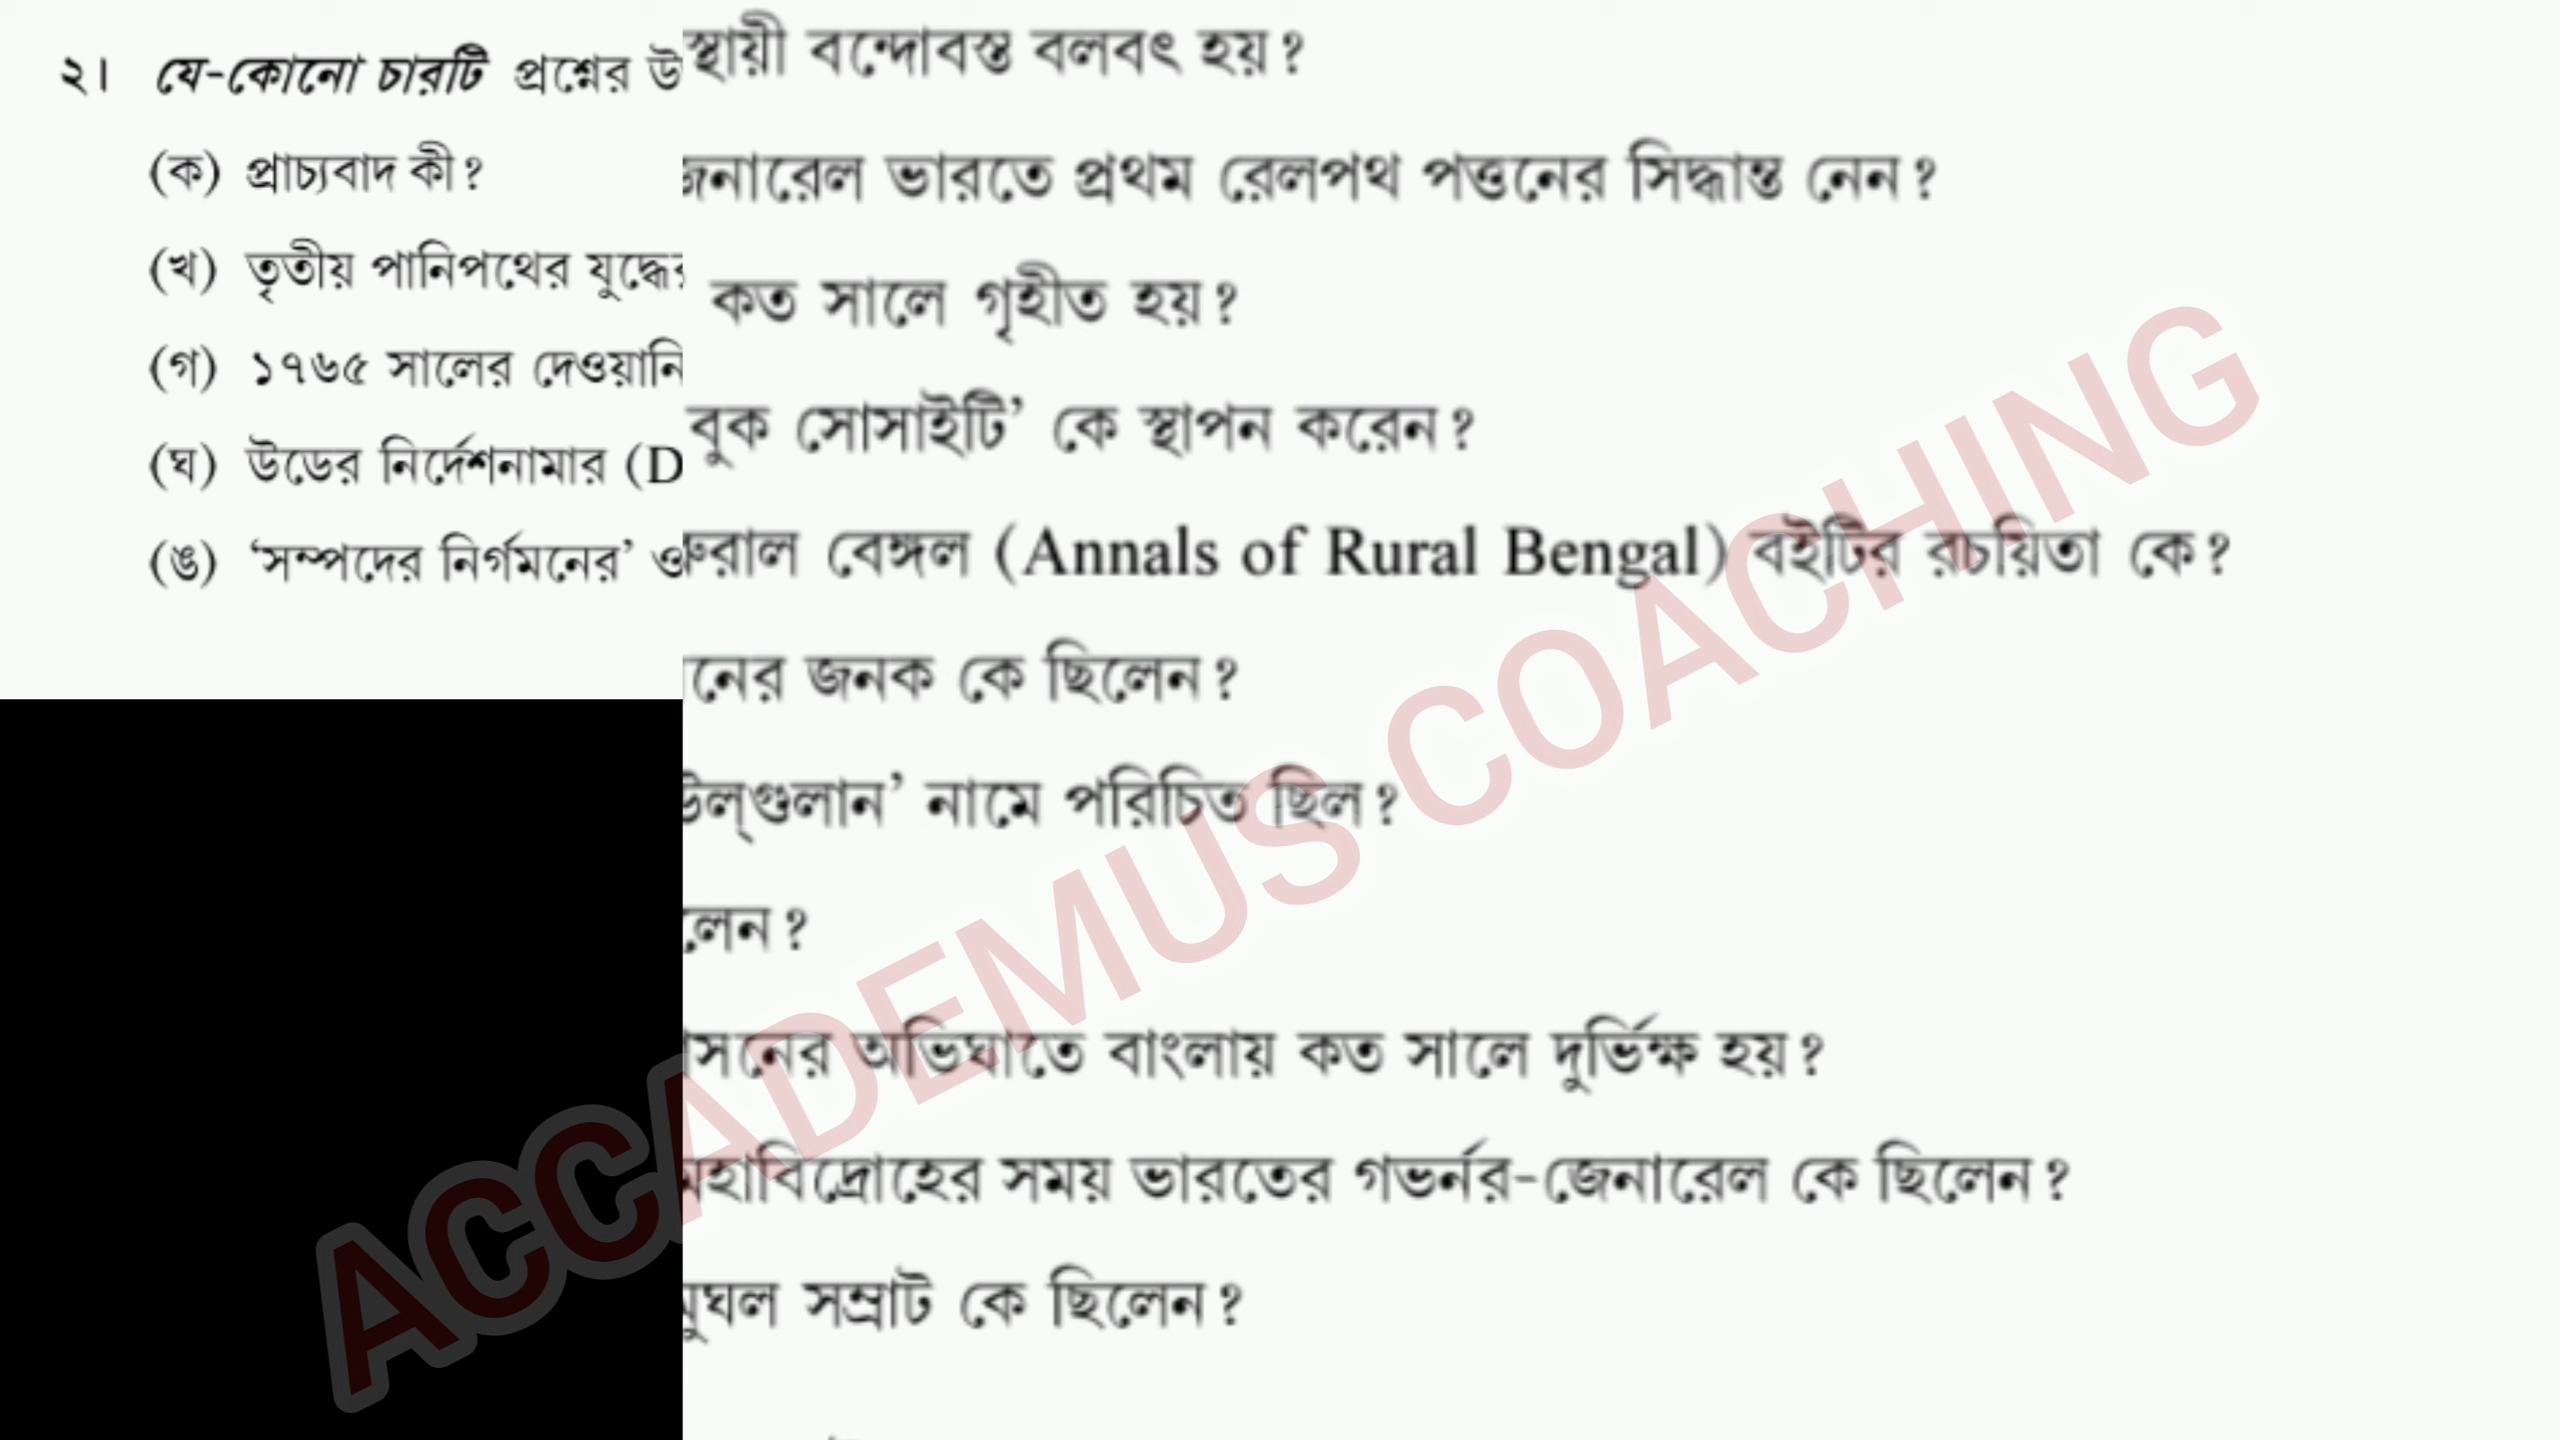 ২। যে-কোনো চারটি প্রশ্নের
(ক) প্রাচ্যবাদ কী?
(খ) তৃতীয় পানিপথের যুদ্ধের
(গ) ১৭৬৫ সালের দেওয়ানি
(ঘ) উডের নির্দেশনামার (D
(ঙ) ‘সম্পদের নির্গমনের’ ও
স্থায়ী বন্দোবস্ত বলবৎ হয়?
জেনারেল ভারতে প্রথম রেলপথ পত্তনের সিদ্ধান্ত নেন?
কত সালে গৃহীত হয়?
বুক সোসাইটি’ কে স্থাপন করেন?
রুরাল বেঙ্গল (Annals of Rural Bengal) বইটির রচয়িতা কে?
নের জনক কে ছিলেন?
উল্‌গুলান’ নামে পরিচিত ছিল?
লেন?
সনের অভিঘাতে বাংলায় কত সালে দুর্ভিক্ষ হয়?
মহাবিদ্রোহের সময় ভারতের গভর্নর-জেনারেল কে ছিলেন?
মুঘল সম্রাট কে ছিলেন?
ACCADEMUS COACHING